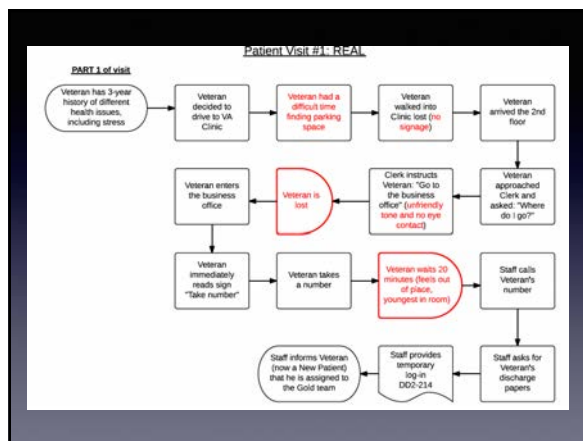 Patient Visit #1: REAL
PART 1 of visit
Veteran has 3-year
history of different
health issues,
including stress
Veteran
decided to
drive to VA
Clinic
Veteran had a
difficult time
finding parking
space
Veteran
walked into
Clinic lost (no
signage)
Veteran
arrived the 2nd
floor
Veteran
approached
Clerk and
asked: "Where
do I go?"
Clerk instructs
Veteran: "Go to
the business
office" (unfriendly
tone and no eye
contact)
Veteran is
lost
Veteran enters
the business
office
Veteran
immediately
reads sign
"Take number"
Veteran takes
a number
Veteran waits 20
minutes (feels out
of place,
youngest in room)
Staff calls
Veteran's
number
Staff asks for
Veteran's
discharge
papers
Staff provides
temporary
log-in
DD2-214
Staff informs Veteran
(now a New Patient)
that he is assigned to
the Gold team